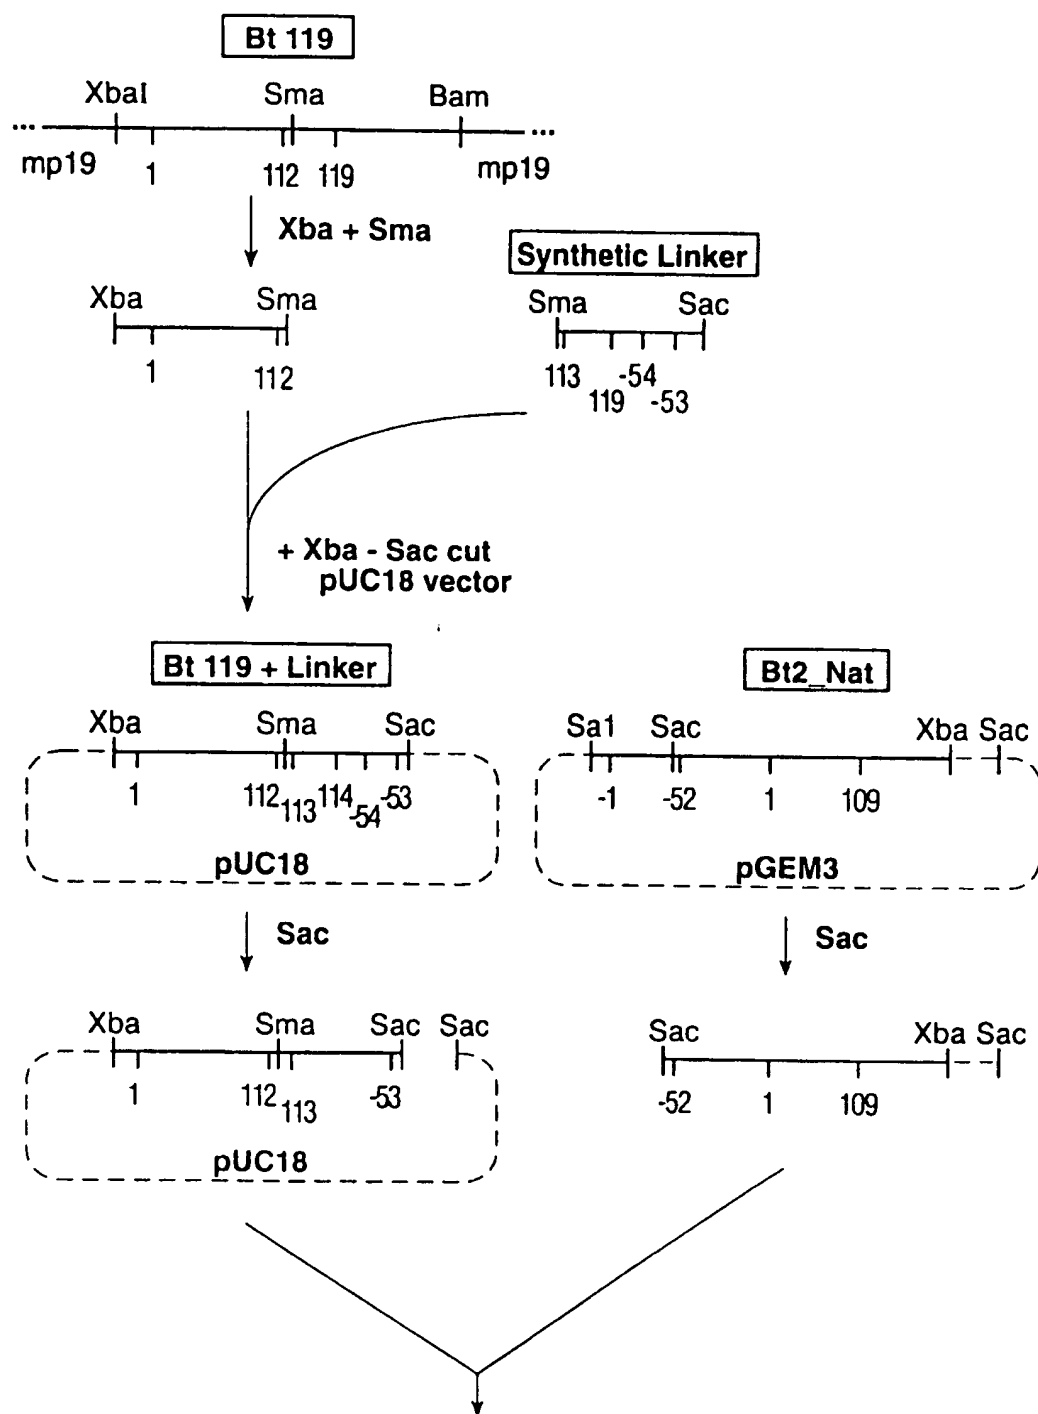 Bt 119
XbaI Sma Bam
... ...
mp19 1 112 119 mp19
Xba + Sma
Synthetic Linker
Xba Sma
Sma Sac
1 112
113 -54
119 -53
+ Xba - Sac cut
pUC18 vector
Bt 119 + Linker
Bt2_Nat
Xba Sma Sac
Sa1 Sac Xba Sac
1 112 113 114 -54 -53
-1 -52 1 109
pUC18
pGEM3
Sac
Sac
Xba Sma Sac Sac
Sac Xba Sac
1 112 113 -53
-52 1 109
pUC18